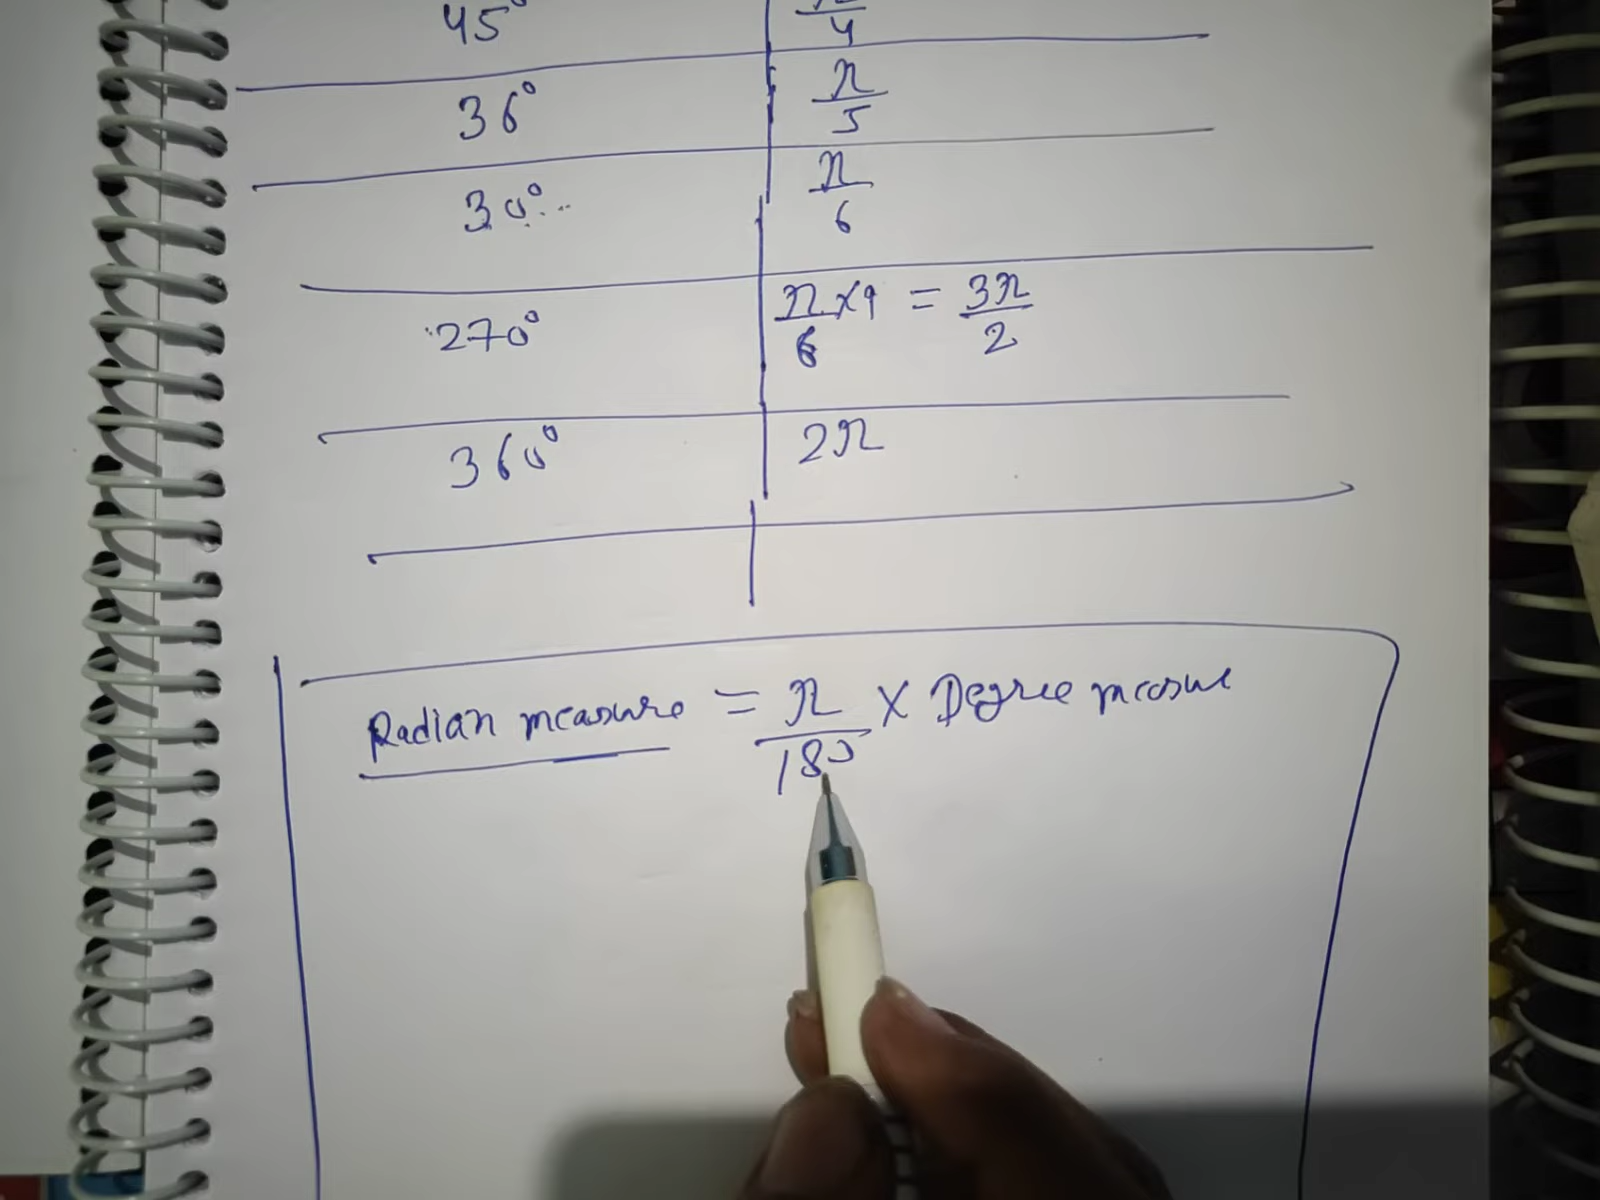 45° π/4
36° π/5
30° π/6
270° π/6 × 9 = 3π/2
360° 2π
Radian measure = π/180 × Degree measure